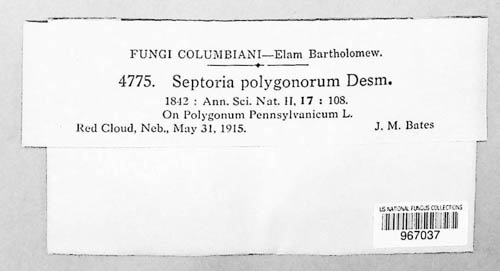 FUNGI COLUMBIANI—Elam Bartholomew.
4775. Septoria polygonorum Desm.
1842 : Ann. Sci. Nat. II, 17 : 108.
On Polygonum Pennsylvanicum L.
Red Cloud, Neb., May 31, 1915. J. M. Bates
US NATIONAL FUNGUS COLLECTIONS
967037